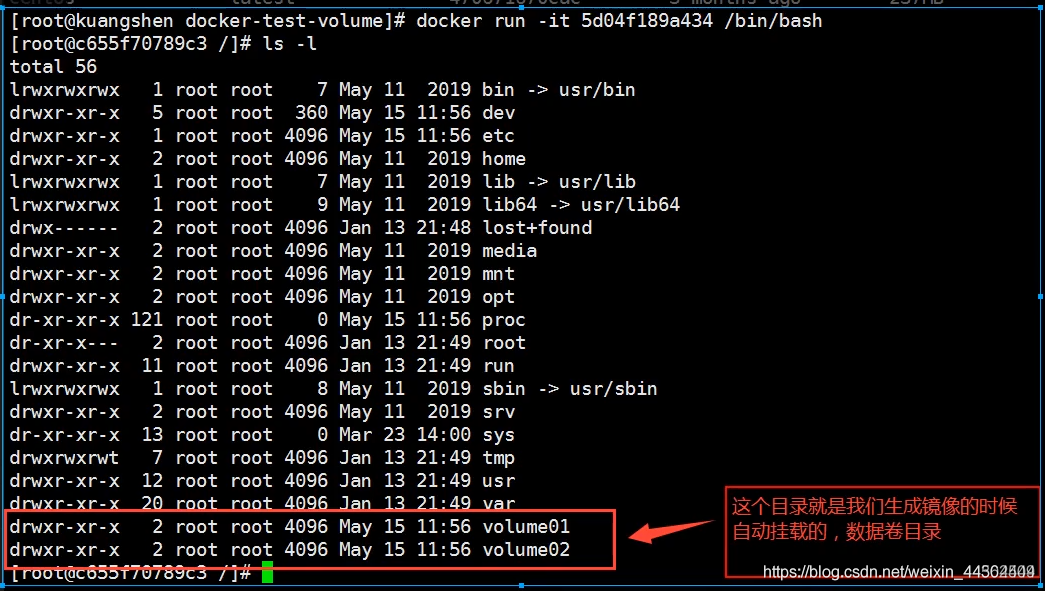 [root@kuangshen docker-test-volume]# docker run -it 5d04f189a434 /bin/bash
[root@c655f70789c3 /]# ls -l
total 56
lrwxrwxrwx   1 root root    7 May 11  2019 bin -> usr/bin
drwxr-xr-x   5 root root  360 May 15 11:56 dev
drwxr-xr-x   1 root root 4096 May 15 11:56 etc
drwxr-xr-x   2 root root 4096 May 11  2019 home
lrwxrwxrwx   1 root root    7 May 11  2019 lib -> usr/lib
lrwxrwxrwx   1 root root    9 May 11  2019 lib64 -> usr/lib64
drwx------   2 root root 4096 Jan 13 21:48 lost+found
drwxr-xr-x   2 root root 4096 May 11  2019 media
drwxr-xr-x   2 root root 4096 May 11  2019 mnt
drwxr-xr-x   2 root root 4096 May 11  2019 opt
dr-xr-xr-x 121 root root    0 May 15 11:56 proc
dr-xr-x---   2 root root 4096 Jan 13 21:49 root
drwxr-xr-x  11 root root 4096 Jan 13 21:49 run
lrwxrwxrwx   1 root root    8 May 11  2019 sbin -> usr/sbin
drwxr-xr-x   2 root root 4096 May 11  2019 srv
dr-xr-xr-x  13 root root    0 Mar 23 14:00 sys
drwxrwxrwt   7 root root 4096 Jan 13 21:49 tmp
drwxr-xr-x  12 root root 4096 Jan 13 21:49 usr
drwxr-xr-x  20 root root 4096 Jan 13 21:49 var
drwxr-xr-x   2 root root 4096 May 15 11:56 volume01
drwxr-xr-x   2 root root 4096 May 15 11:56 volume02
[root@c655f70789c3 /]#
这个目录就是我们生成镜像的时候
自动挂载的，数据卷目录